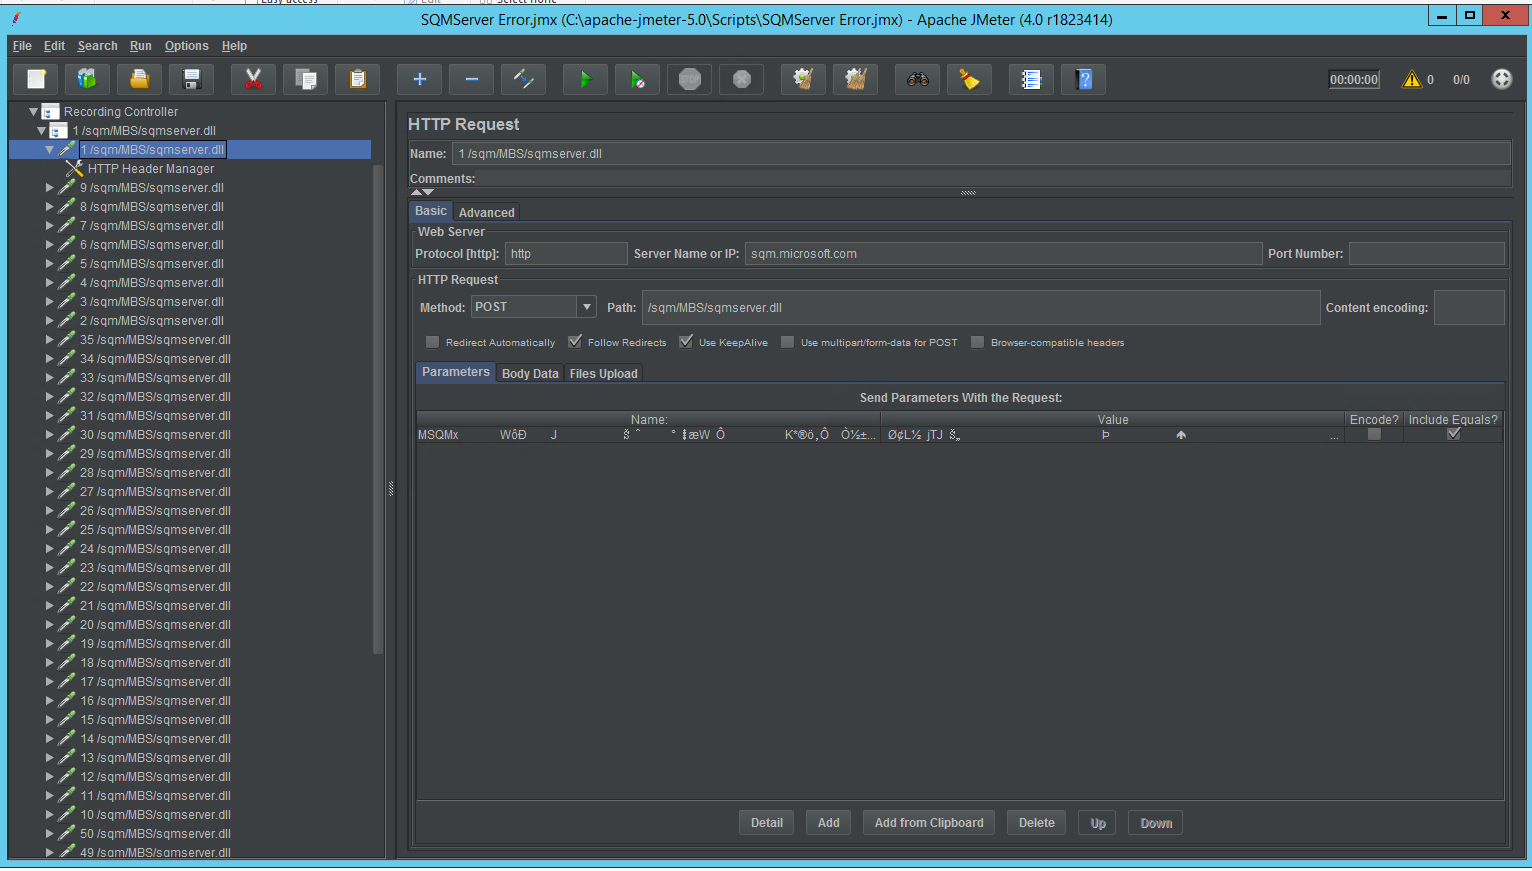 SQMServer Error.jmx (C:\apache-jmeter-5.0\Scripts\SQMServer Error.jmx) - Apache JMeter (4.0 r1823414)
File Edit Search Run Options Help
00:00:00 0 0/0
Recording Controller
1 /sqm/MBS/sqmserver.dll
1 /sqm/MBS/sqmserver.dll
HTTP Header Manager
9 /sqm/MBS/sqmserver.dll
8 /sqm/MBS/sqmserver.dll
7 /sqm/MBS/sqmserver.dll
6 /sqm/MBS/sqmserver.dll
5 /sqm/MBS/sqmserver.dll
4 /sqm/MBS/sqmserver.dll
3 /sqm/MBS/sqmserver.dll
2 /sqm/MBS/sqmserver.dll
35 /sqm/MBS/sqmserver.dll
34 /sqm/MBS/sqmserver.dll
33 /sqm/MBS/sqmserver.dll
32 /sqm/MBS/sqmserver.dll
31 /sqm/MBS/sqmserver.dll
30 /sqm/MBS/sqmserver.dll
29 /sqm/MBS/sqmserver.dll
28 /sqm/MBS/sqmserver.dll
27 /sqm/MBS/sqmserver.dll
26 /sqm/MBS/sqmserver.dll
25 /sqm/MBS/sqmserver.dll
24 /sqm/MBS/sqmserver.dll
23 /sqm/MBS/sqmserver.dll
22 /sqm/MBS/sqmserver.dll
21 /sqm/MBS/sqmserver.dll
20 /sqm/MBS/sqmserver.dll
19 /sqm/MBS/sqmserver.dll
18 /sqm/MBS/sqmserver.dll
17 /sqm/MBS/sqmserver.dll
16 /sqm/MBS/sqmserver.dll
15 /sqm/MBS/sqmserver.dll
14 /sqm/MBS/sqmserver.dll
13 /sqm/MBS/sqmserver.dll
12 /sqm/MBS/sqmserver.dll
11 /sqm/MBS/sqmserver.dll
10 /sqm/MBS/sqmserver.dll
50 /sqm/MBS/sqmserver.dll
49 /sqm/MBS/sqmserver.dll
HTTP Request
Name: 1 /sqm/MBS/sqmserver.dll
Comments:
Basic Advanced
Web Server
Protocol [http]: http Server Name or IP: sqm.microsoft.com Port Number:
HTTP Request
Method: POST Path: /sqm/MBS/sqmserver.dll Content encoding:
Redirect Automatically Follow Redirects Use KeepAlive Use multipart/form-data for POST Browser-compatible headers
Parameters Body Data Files Upload
Send Parameters With the Request:
Name: Value Encode? Include Equals?
MSQMx WõÐ J § ˆ ° ‡æW Ô K*®ö‚Ô Ò½±... Ø¢L½ jTJ §„ Þ ...
Detail Add Add from Clipboard Delete Up Down